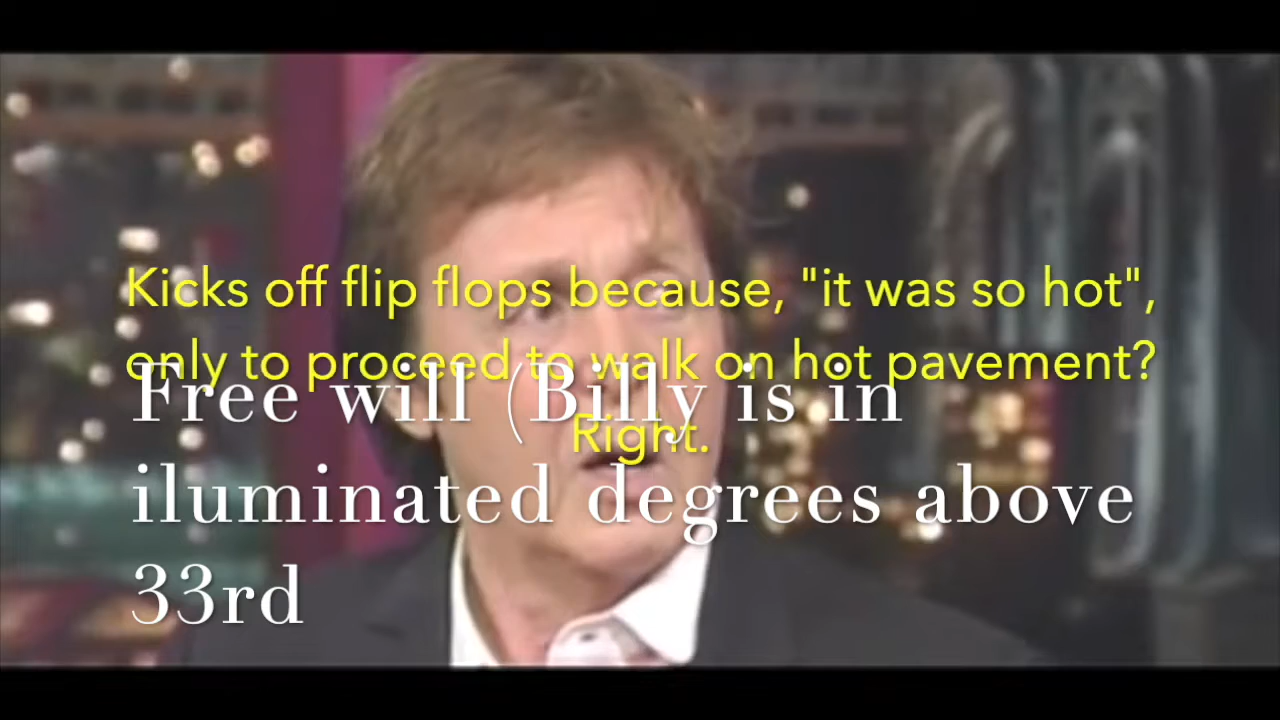 Kicks off flip flops because, "it was so hot",
only to proceed to walk on hot pavement?
Right.
Free will (Billy is in
iluminated degrees above
33rd